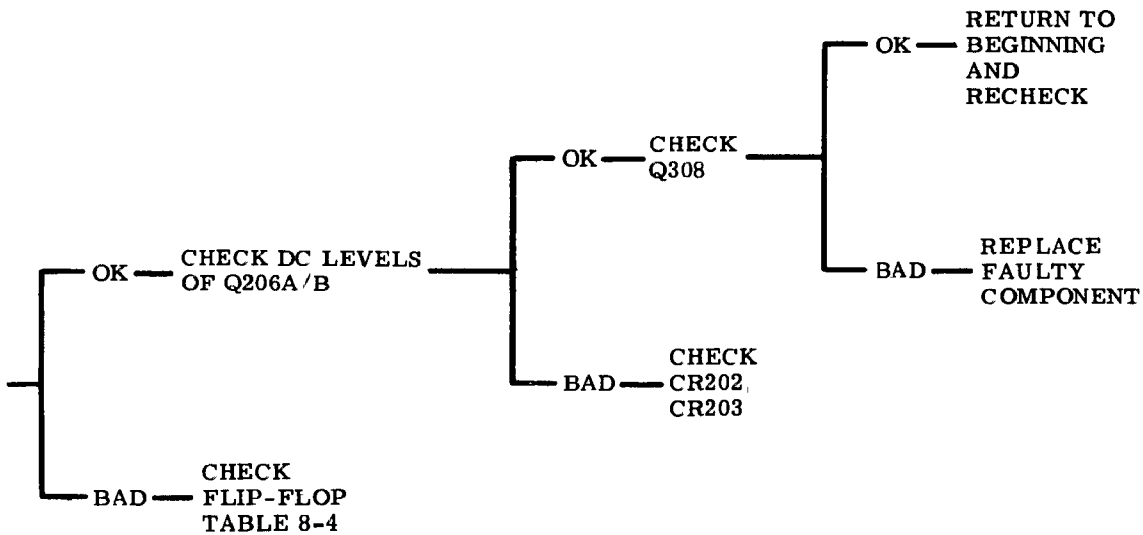 OK
RETURN TO
BEGINNING
AND
RECHECK
OK
CHECK
Q308
OK
CHECK DC LEVELS
OF Q206A/B
BAD
REPLACE
FAULTY
COMPONENT
BAD
CHECK
CR202,
CR203
BAD
CHECK
FLIP-FLOP
TABLE 8-4